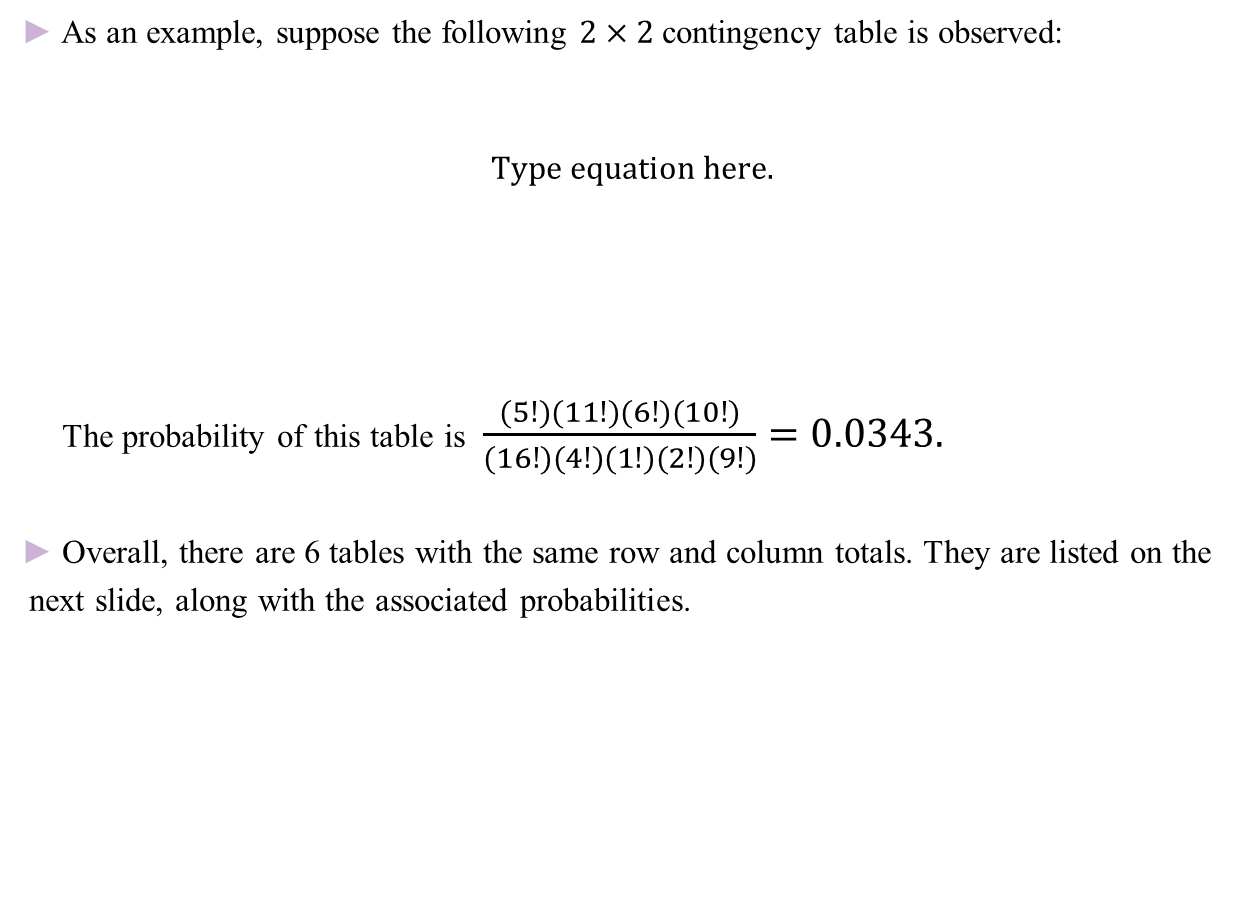 ► As an example, suppose the following 2 × 2 contingency table is observed:
Type equation here.
The probability of this table is (5!)(11!)(6!)(10!) / (16!)(4!)(1!)(2!)(9!) = 0.0343.
► Overall, there are 6 tables with the same row and column totals. They are listed on the
next slide, along with the associated probabilities.